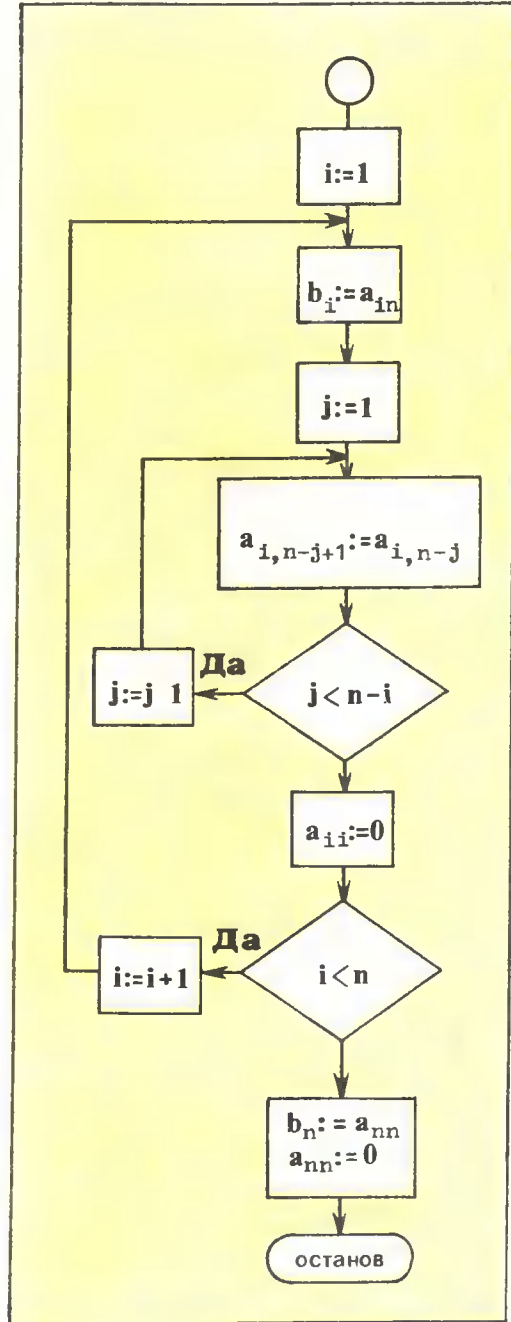 i:=1
b_i:=a_in
j:=1
a_i,n-j+1:=a_i,n-j
Да
j:=j 1
j<n-i
a_ii:=0
Да
i:=i+1
i<n
b_n:=a_nn
a_nn:=0
останов